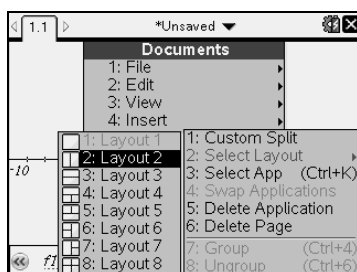 1.1
*Unsaved
Documents
1: File
2: Edit
3: View
4: Insert
1: Layout 1
2: Layout 2
3: Layout 3
4: Layout 4
5: Layout 5
6: Layout 6
7: Layout 7
8: Layout 8
1: Custom Split
2: Select Layout
3: Select App (Ctrl+K)
4: Swap Applications
5: Delete Application
6: Delete Page
7: Group (Ctrl+4)
8: Ungroup (Ctrl+6)
-10